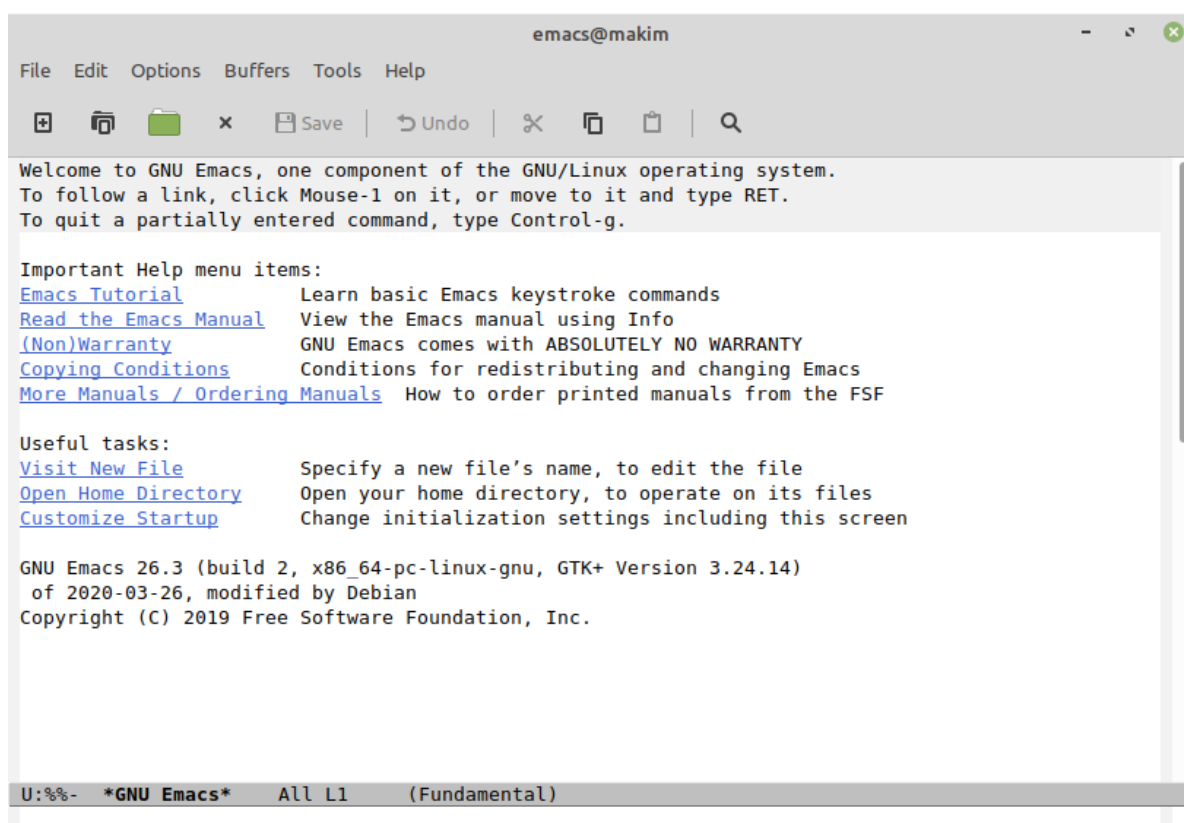 emacs@makim
File Edit Options Buffers Tools Help
Save Undo
Welcome to GNU Emacs, one component of the GNU/Linux operating system.
To follow a link, click Mouse-1 on it, or move to it and type RET.
To quit a partially entered command, type Control-g.
Important Help menu items:
Emacs Tutorial Learn basic Emacs keystroke commands
Read the Emacs Manual View the Emacs manual using Info
(Non)Warranty GNU Emacs comes with ABSOLUTELY NO WARRANTY
Copying Conditions Conditions for redistributing and changing Emacs
More Manuals / Ordering Manuals How to order printed manuals from the FSF
Useful tasks:
Visit New File Specify a new file’s name, to edit the file
Open Home Directory Open your home directory, to operate on its files
Customize Startup Change initialization settings including this screen
GNU Emacs 26.3 (build 2, x86_64-pc-linux-gnu, GTK+ Version 3.24.14)
of 2020-03-26, modified by Debian
Copyright (C) 2019 Free Software Foundation, Inc.
U:%%- *GNU Emacs* All L1 (Fundamental)